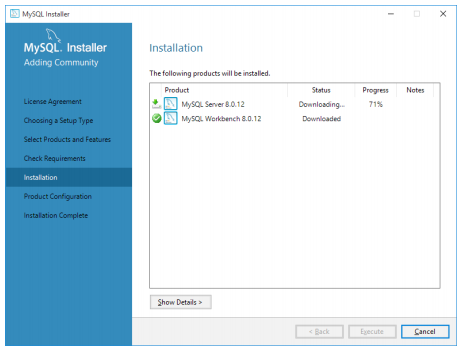 MySQL Installer
MySQL. Installer
Adding Community
License Agreement
Choosing a Setup Type
Select Products and Features
Check Requirements
Installation
Product Configuration
Installation Complete
Installation
The following products will be installed.
Product Status Progress Notes
MySQL Server 8.0.12 Downloading... 71%
MySQL Workbench 8.0.12 Downloaded
Show Details >
< Back Execute Cancel